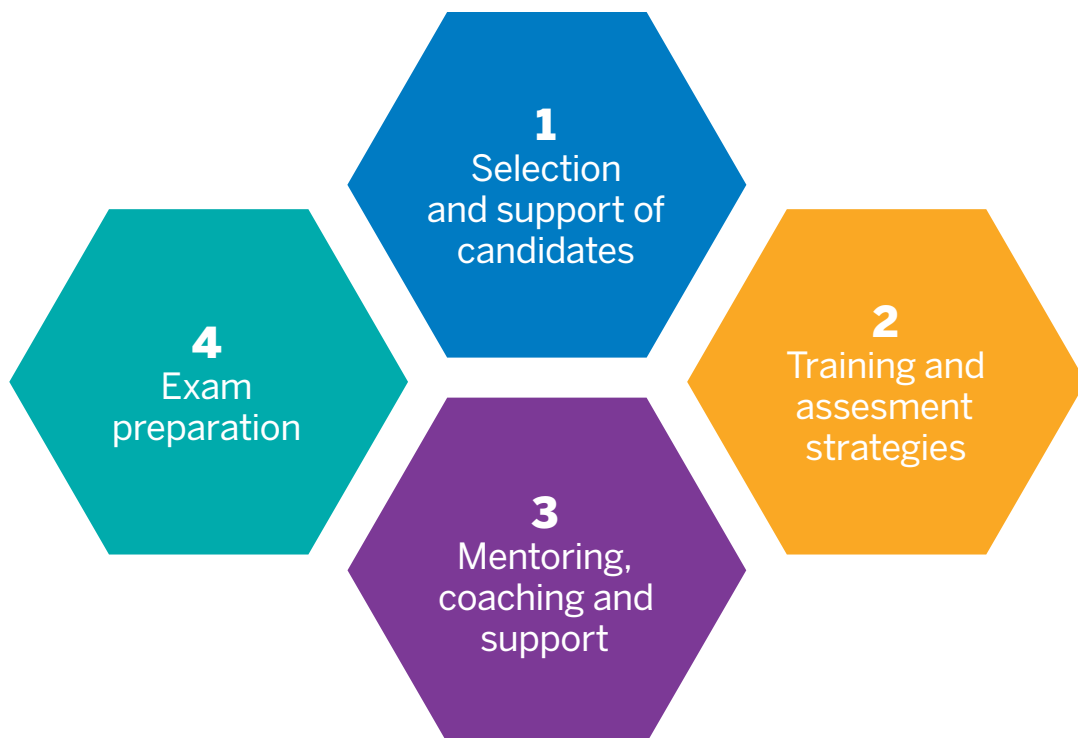 1
Selection
and support of
candidates
2
Training and
assesment
strategies
3
Mentoring,
coaching and
support
4
Exam
preparation